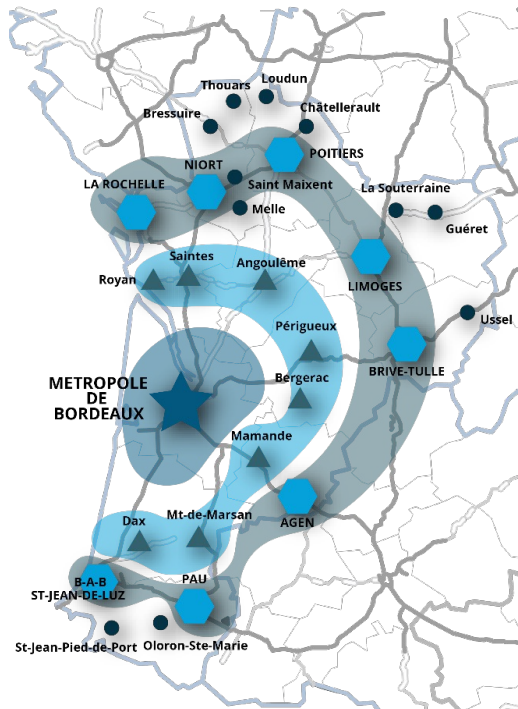 Loudun
Thouars
Bressuire
Châtellerault
POITIERS
NIORT
LA ROCHELLE
Saint Maixent
La Souterraine
Melle
Guéret
Saintes
Angoulême
Royan
LIMOGES
Ussel
Périgueux
BRIVE-TULLE
Bergerac
METROPOLE
DE
BORDEAUX
Mamande
Mt-de-Marsan
Dax
AGEN
B-A-B
ST-JEAN-DE-LUZ
PAU
St-Jean-Pied-de-Port
Oloron-Ste-Marie